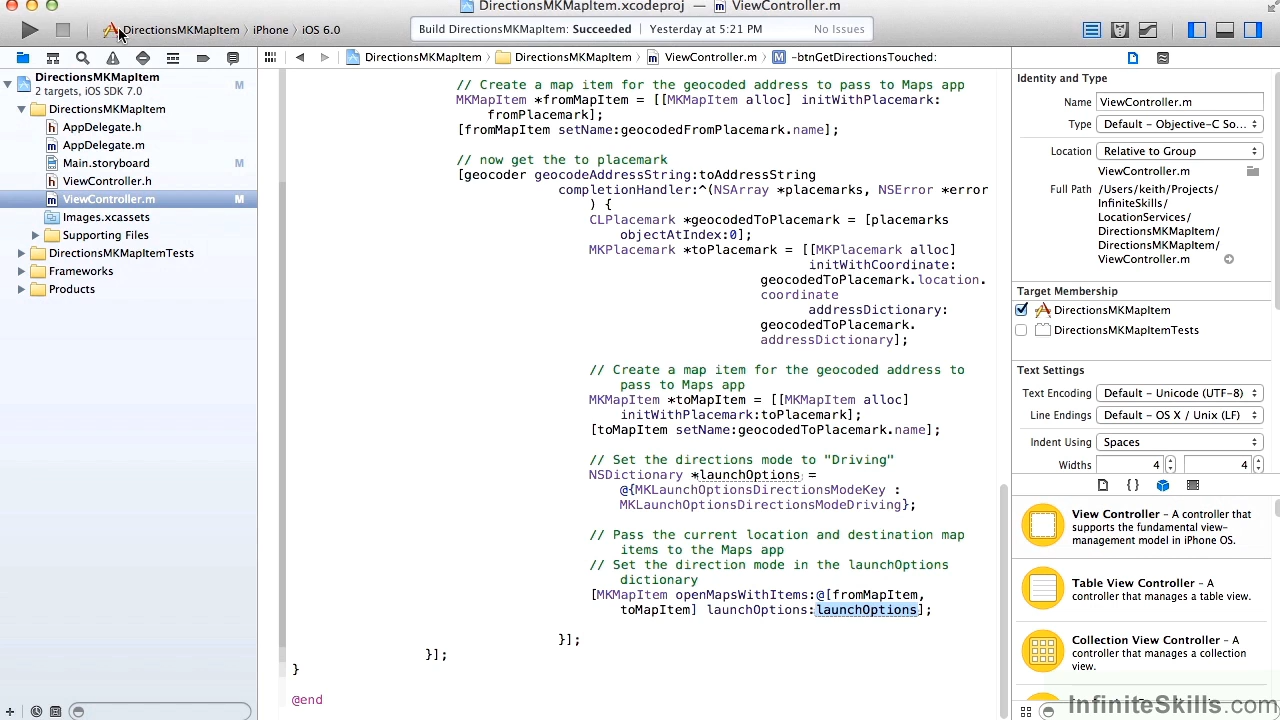 DirectionsMKMapItem.xcodeproj — ViewController.m
DirectionsMKMapItem 〉 iPhone 〉 iOS 6.0
Build DirectionsMKMapItem: Succeeded | Yesterday at 5:21 PM No Issues
DirectionsMKMapItem 〉 DirectionsMKMapItem 〉 ViewController.m 〉 M -btnGetDirectionsTouched:
DirectionsMKMapItem M
2 targets, iOS SDK 7.0
DirectionsMKMapItem
h AppDelegate.h
m AppDelegate.m
Main.storyboard M
h ViewController.h
m ViewController.m M
Images.xcassets
Supporting Files
DirectionsMKMapItemTests
Frameworks
Products
// Create a map item for the geocoded address to pass to Maps app
MKMapItem *fromMapItem = [[MKMapItem alloc] initWithPlacemark:
fromPlacemark];
[fromMapItem setName:geocodedFromPlacemark.name];
// now get the to placemark
[geocoder geocodeAddressString:toAddressString
completionHandler:^(NSArray *placemarks, NSError *error
) {
CLPlacemark *geocodedToPlacemark = [placemarks
objectAtIndex:0];
MKPlacemark *toPlacemark = [[MKPlacemark alloc]
initWithCoordinate:
geocodedToPlacemark.location.
coordinate
addressDictionary:
geocodedToPlacemark.
addressDictionary];
// Create a map item for the geocoded address to
pass to Maps app
MKMapItem *toMapItem = [[MKMapItem alloc]
initWithPlacemark:toPlacemark];
[toMapItem setName:geocodedToPlacemark.name];
// Set the directions mode to "Driving"
NSDictionary *launchOptions =
@{MKLaunchOptionsDirectionsModeKey :
MKLaunchOptionsDirectionsModeDriving};
// Pass the current location and destination map
items to the Maps app
// Set the direction mode in the launchOptions
dictionary
[MKMapItem openMapsWithItems:@[fromMapItem,
toMapItem] launchOptions:launchOptions];
}];
}];
}
@end
Identity and Type
Name ViewController.m
Type Default - Objective-C So...
Location Relative to Group
ViewController.m
Full Path /Users/keith/Projects/
InfiniteSkills/
LocationServices/
DirectionsMKMapItem/
DirectionsMKMapItem/
ViewController.m
Target Membership
DirectionsMKMapItem
DirectionsMKMapItemTests
Text Settings
Text Encoding Default - Unicode (UTF-8)
Line Endings Default - OS X / Unix (LF)
Indent Using Spaces
Widths 4 4
{ }
View Controller - A controller that
supports the fundamental view-
management model in iPhone OS.
Table View Controller - A
controller that manages a table view.
Collection View Controller - A
controller that manages a collection
view.
InfiniteSkills.com